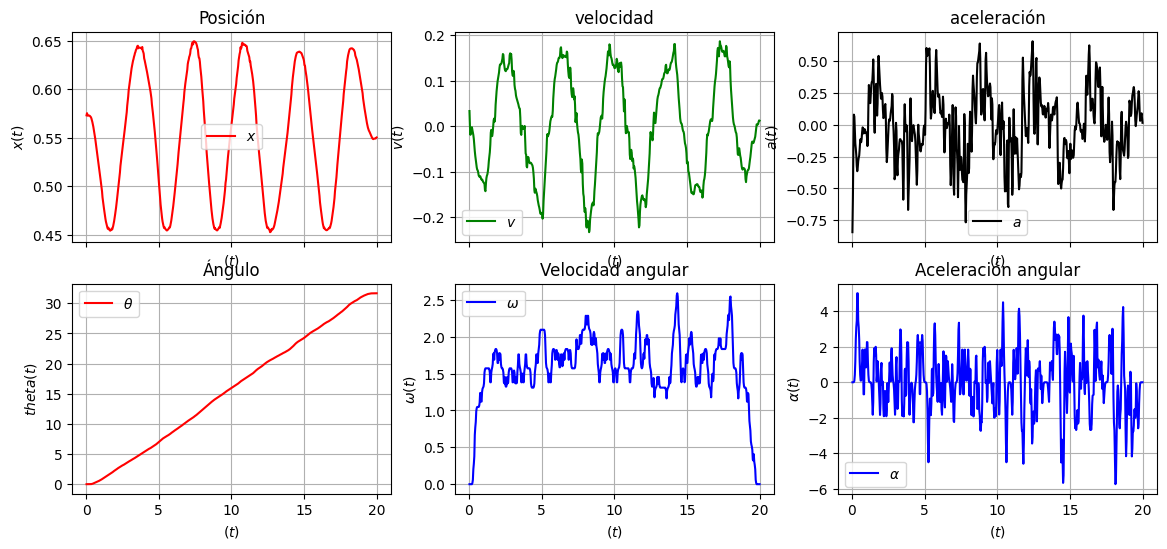 Posición
x(t)
0.65
0.60
0.55
0.50
0.45
x
(t)
velocidad
v(t)
0.2
0.1
0.0
−0.1
−0.2
v
(t)
aceleración
a(t)
0.50
0.25
0.00
−0.25
−0.50
−0.75
a
(t)
Ángulo
theta(t)
30
25
20
15
10
5
0
θ
0 5 10 15 20
(t)
Velocidad angular
ω(t)
2.5
2.0
1.5
1.0
0.5
0.0
ω
0 5 10 15 20
(t)
Aceleración angular
α(t)
4
2
0
−2
−4
−6
α
0 5 10 15 20
(t)